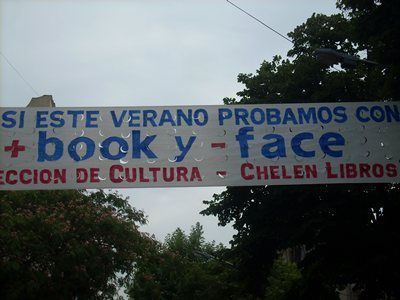 SI ESTE VERANO PROBAMOS CON
+ book y - face
ECCION DE CULTURA - CHELEN LIBROS